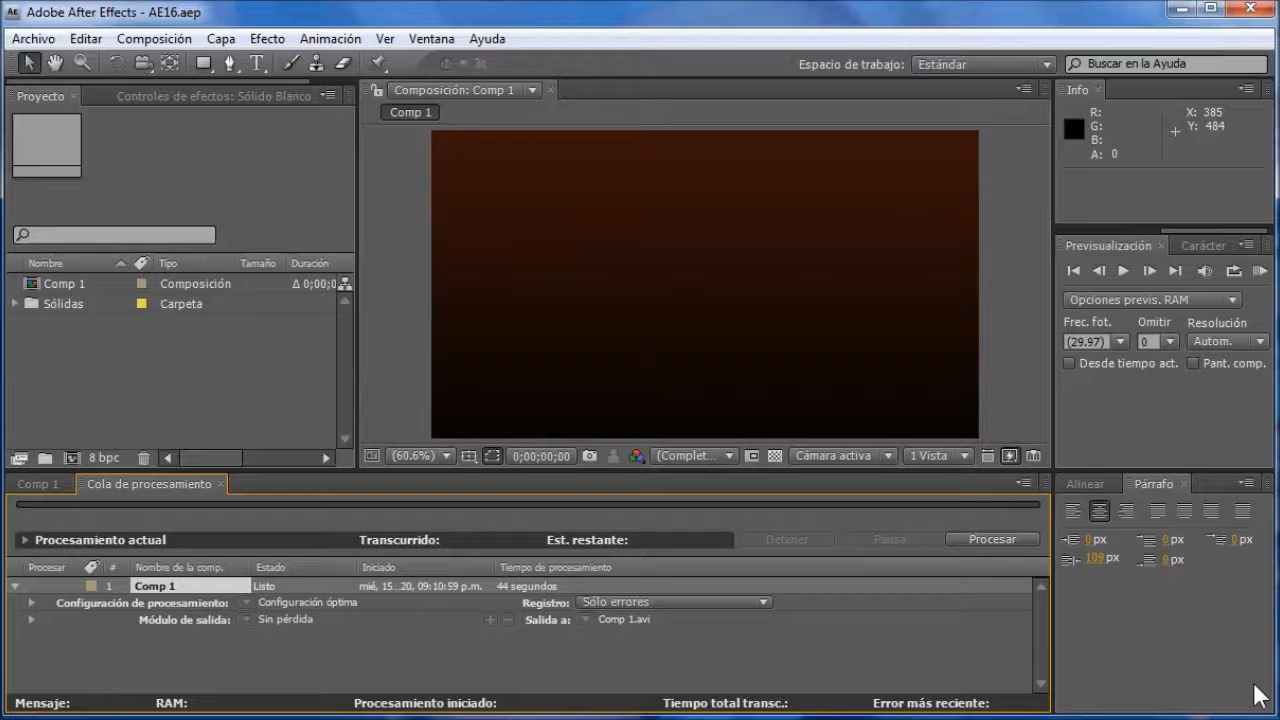 AE Adobe After Effects - AE16.aep
Archivo Editar Composición Capa Efecto Animación Ver Ventana Ayuda
Espacio de trabajo: Estándar Buscar en la Ayuda
Proyecto Controles de efectos: Sólido Blanco
Composición: Comp 1
Info
Comp 1
R:
G:
B:
A: 0
X: 385
Y: 484
Nombre Tipo Tamaño Duración
Comp 1 Composición Δ 0;00;0
Sólidas Carpeta
8 bpc
(60.6%) 0;00;00;00 (Complet... Cámara activa 1 Vista
Previsualización Carácter
Opciones previs. RAM
Frec. fot. Omitir Resolución
(29.97) 0 Autom.
Desde tiempo act. Pant. comp.
Comp 1 Cola de procesamiento
Alinear Párrafo
0 px 0 px 0 px
109 px 0 px
Procesamiento actual Transcurrido: Est. restante: Detener Pausa Procesar
Procesar # Nombre de la comp. Estado Iniciado Tiempo de procesamiento
1 Comp 1 Listo mié, 15...20, 09:10:59 p.m. 44 segundos
Configuración de procesamiento: Configuración óptima Registro: Sólo errores
Módulo de salida: Sin pérdida Salida a: Comp 1.avi
Mensaje: RAM: Procesamiento iniciado: Tiempo total transc.: Error más reciente: